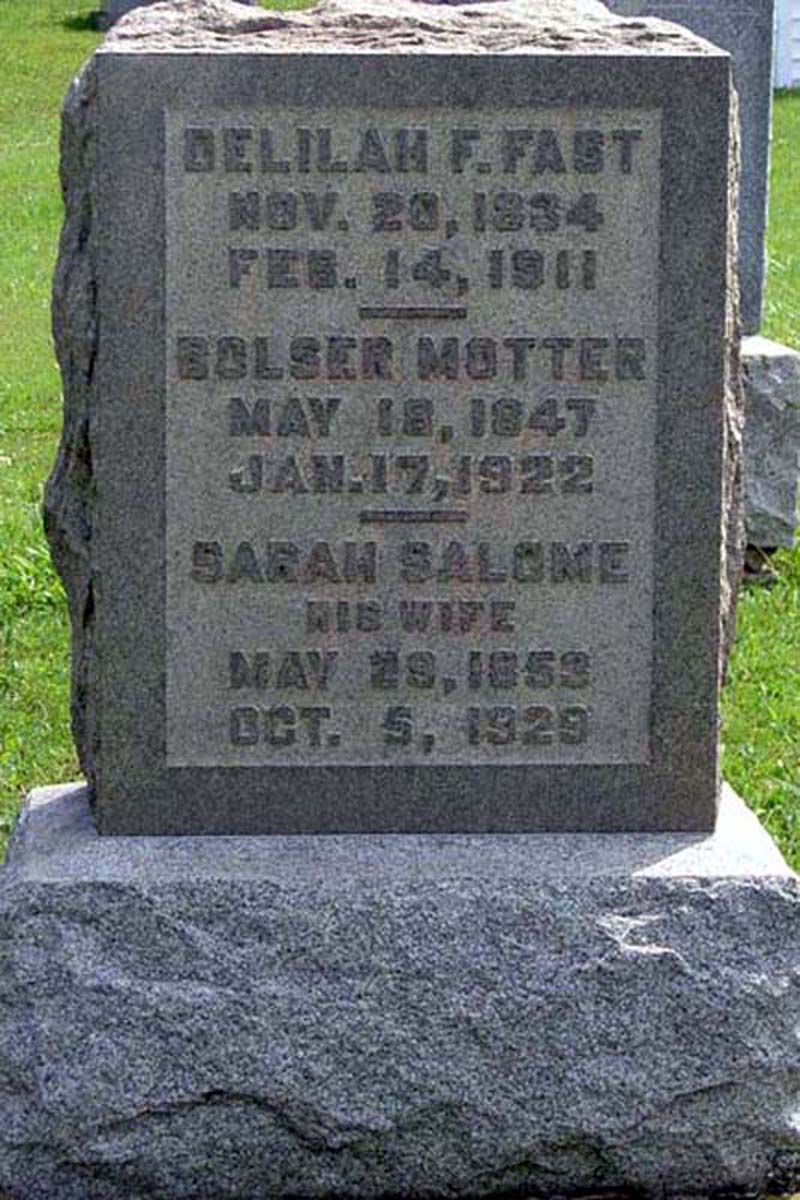 DELILAH F. FAST
NOV. 20, 1834
FEB. 14, 1911
BOLSER MOTTER
MAY 18, 1847
JAN. 17, 1922
SARAH SALOME
HIS WIFE
MAY 29, 1853
OCT. 5, 1929